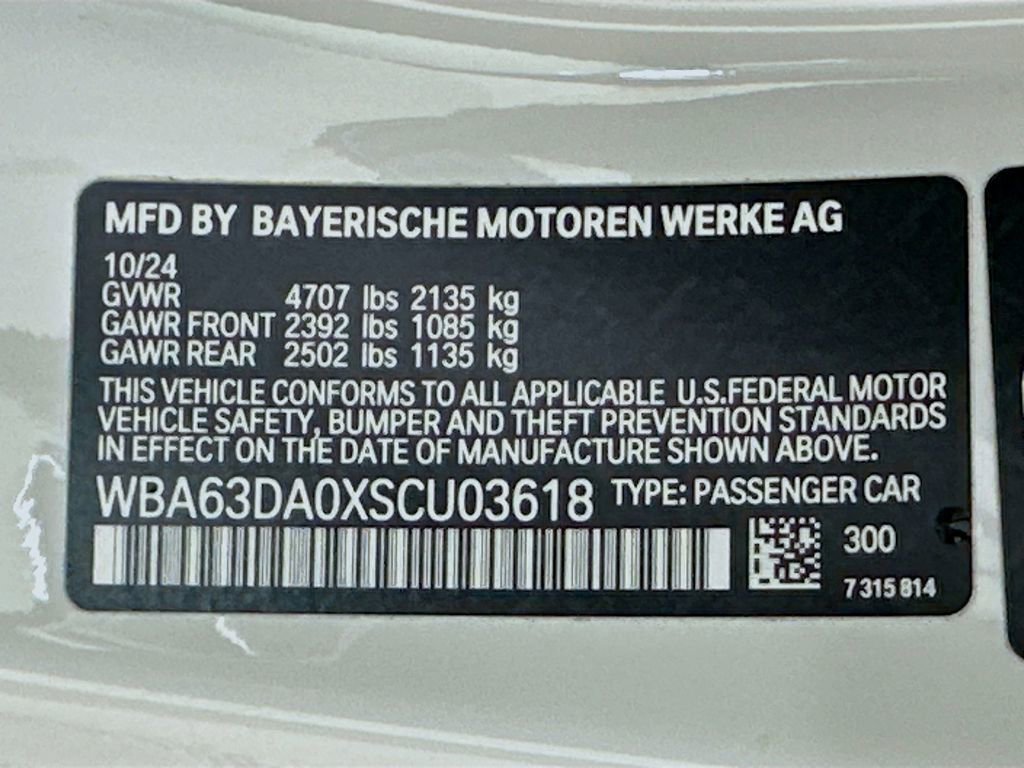 MFD BY BAYERISCHE MOTOREN WERKE AG
10/24
GVWR 4707 lbs 2135 kg
GAWR FRONT 2392 lbs 1085 kg
GAWR REAR 2502 lbs 1135 kg
THIS VEHICLE CONFORMS TO ALL APPLICABLE U.S.FEDERAL MOTOR
VEHICLE SAFETY, BUMPER AND THEFT PREVENTION STANDARDS
IN EFFECT ON THE DATE OF MANUFACTURE SHOWN ABOVE.
WBA63DA0XSCU03618 TYPE: PASSENGER CAR
300
7 315 814